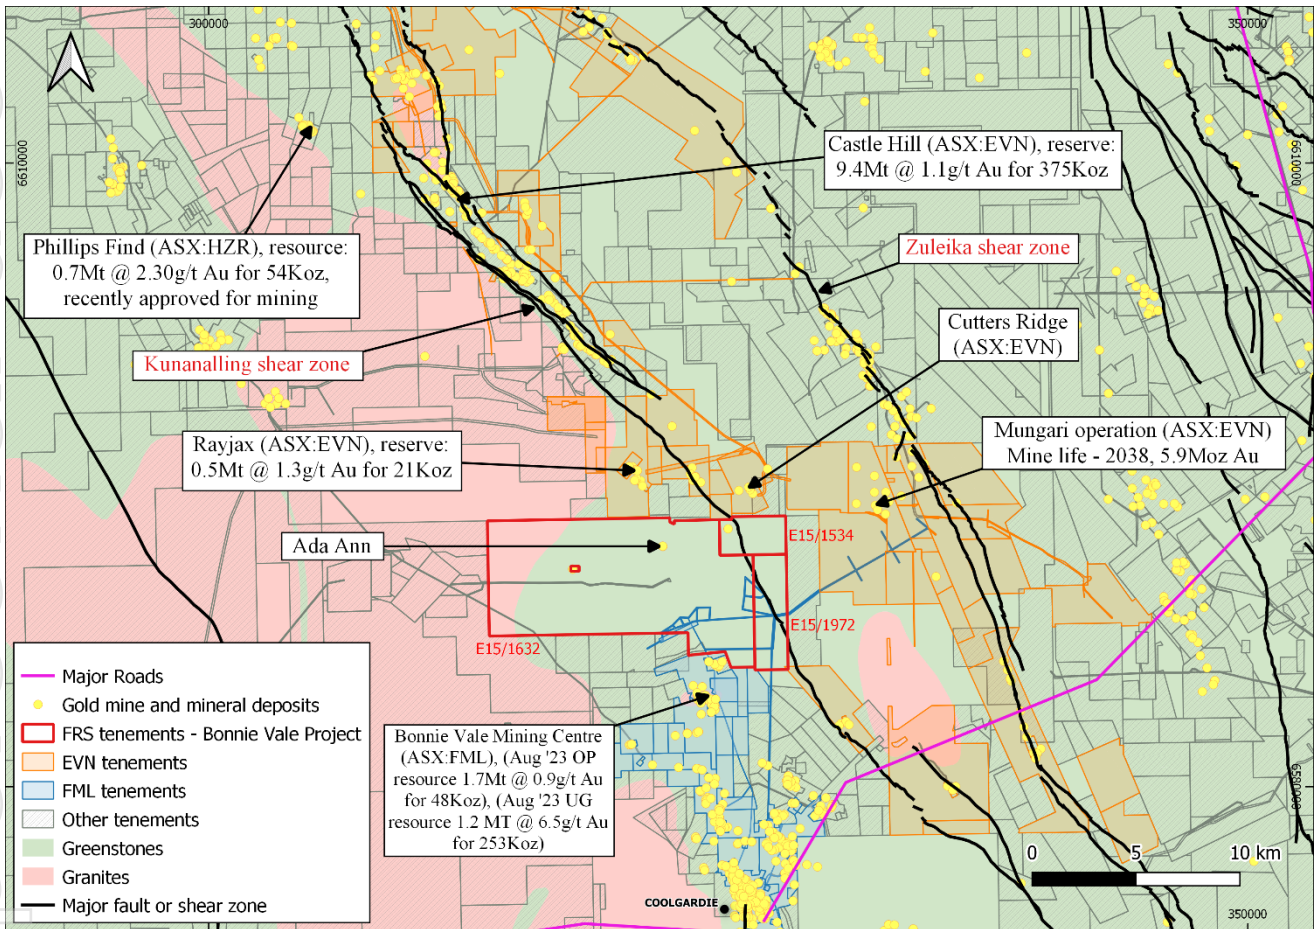 300000
350000
6610000
6610000
Castle Hill (ASX:EVN), reserve:
9.4Mt @ 1.1g/t Au for 375Koz
Phillips Find (ASX:HZR), resource:
0.7Mt @ 2.30g/t Au for 54Koz,
recently approved for mining
Zuleika shear zone
Kunanalling shear zone
Cutters Ridge
(ASX:EVN)
Rayjax (ASX:EVN), reserve:
0.5Mt @ 1.3g/t Au for 21Koz
Mungari operation (ASX:EVN)
Mine life - 2038, 5.9Moz Au
Ada Ann
E15/1534
E15/1972
E15/1632
Major Roads
Gold mine and mineral deposits
FRS tenements - Bonnie Vale Project
EVN tenements
FML tenements
Other tenements
Greenstones
Granites
Major fault or shear zone
Bonnie Vale Mining Centre
(ASX:FML), (Aug '23 OP
resource 1.7Mt @ 0.9g/t Au
for 48Koz), (Aug '23 UG
resource 1.2 MT @ 6.5g/t Au
for 253Koz)
6580000
0 5 10 km
COOLGARDIE
350000